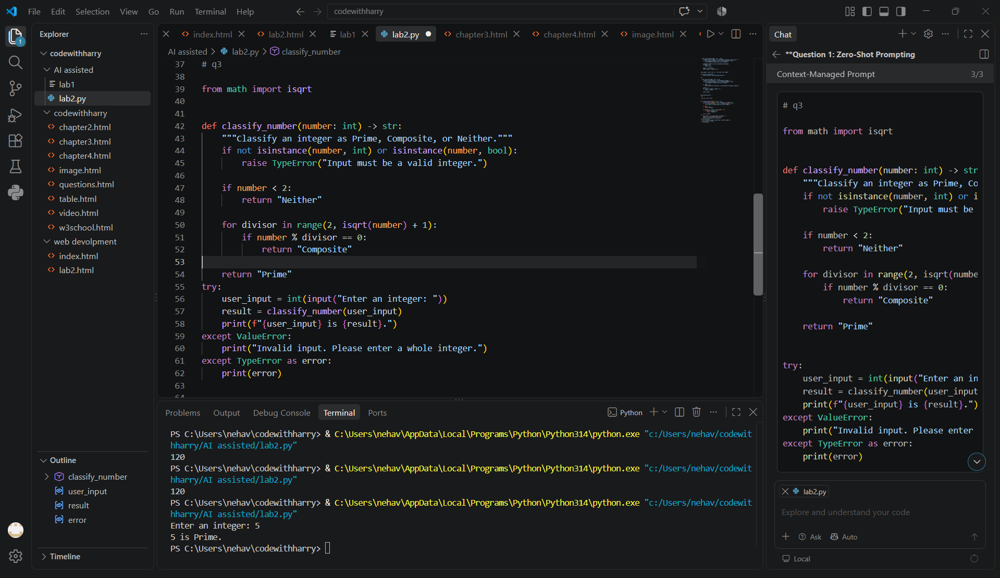 File Edit Selection View Go Run Terminal Help
codewithharry
Explorer
codewithharry
AI assisted
lab1
lab2.py
codewithharry
chapter2.html
chapter3.html
chapter4.html
image.html
questions.html
table.html
video.html
w3school.html
web devolpment
index.html
lab2.html
Outline
classify_number
user_input
result
error
Timeline
1
index.html lab2.html lab1 lab2.py chapter3.html chapter4.html image.html
AI assisted > lab2.py > classify_number
37 # q3
38
39 from math import isqrt
40
41
42 def classify_number(number: int) -> str:
43     """Classify an integer as Prime, Composite, or Neither."""
44     if not isinstance(number, int) or isinstance(number, bool):
45         raise TypeError("Input must be a valid integer.")
46
47     if number < 2:
48         return "Neither"
49
50     for divisor in range(2, isqrt(number) + 1):
51         if number % divisor == 0:
52             return "Composite"
53
54     return "Prime"
55 try:
56     user_input = int(input("Enter an integer: "))
57     result = classify_number(user_input)
58     print(f"{user_input} is {result}.")
59 except ValueError:
60     print("Invalid input. Please enter a whole integer.")
61 except TypeError as error:
62     print(error)
63
64
Problems Output Debug Console Terminal Ports
Python
PS C:\Users\nehav\codewithharry> & C:\Users\nehav\AppData\Local\Programs\Python\Python314\python.exe "c:/Users/nehav/codewit
hharry/AI assisted/lab2.py"
120
PS C:\Users\nehav\codewithharry> & C:\Users\nehav\AppData\Local\Programs\Python\Python314\python.exe "c:/Users/nehav/codewit
hharry/AI assisted/lab2.py"
120
PS C:\Users\nehav\codewithharry> & C:\Users\nehav\AppData\Local\Programs\Python\Python314\python.exe "c:/Users/nehav/codewit
hharry/AI assisted/lab2.py"
Enter an integer: 5
5 is Prime.
PS C:\Users\nehav\codewithharry>
Chat
**Question 1: Zero-Shot Prompting
Context-Managed Prompt 3/3
# q3
from math import isqrt
def classify_number(number: int) -> str
    """Classify an integer as Prime, Co
    if not isinstance(number, int) or i
        raise TypeError("Input must be
    if number < 2:
        return "Neither"
    for divisor in range(2, isqrt(numbe
        if number % divisor == 0:
            return "Composite"
    return "Prime"
try:
    user_input = int(input("Enter an in
    result = classify_number(user_input
    print(f"{user_input} is {result}.")
except ValueError:
    print("Invalid input. Please enter
except TypeError as error:
    print(error)
lab2.py
Explore and understand your code
Ask Auto
Local